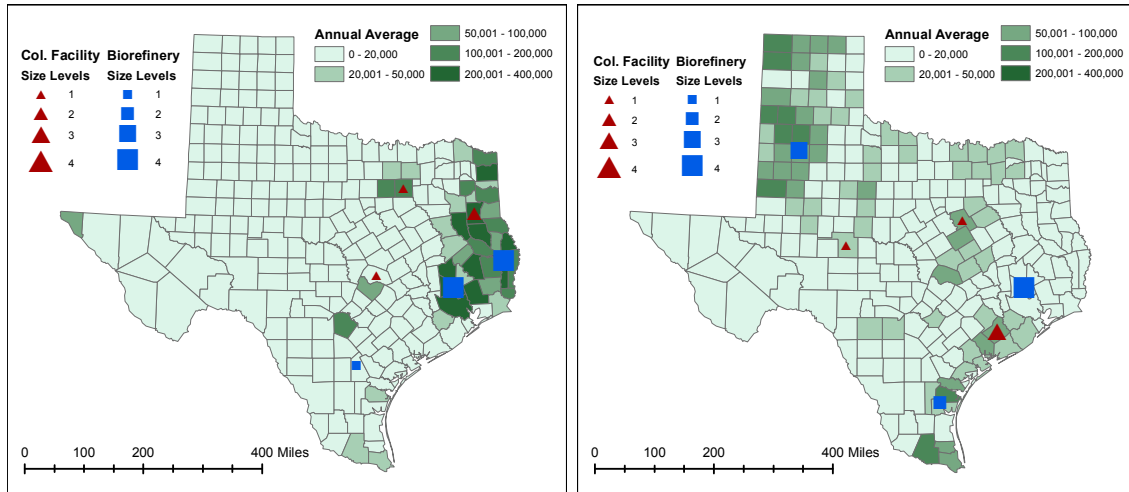 Col. Facility Biorefinery
Size Levels Size Levels
1 1
2 2
3 3
4 4
Annual Average
0 - 20,000
20,001 - 50,000
50,001 - 100,000
100,001 - 200,000
200,001 - 400,000
0 100 200 400 Miles
Col. Facility Biorefinery
Size Levels Size Levels
1 1
2 2
3 3
4 4
Annual Average
0 - 20,000
20,001 - 50,000
50,001 - 100,000
100,001 - 200,000
200,001 - 400,000
0 100 200 400 Miles